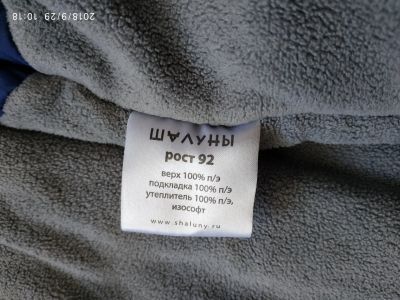 2018/9/29 10:18
ШАЛУНЫ
рост 92
верх 100% п/э
подкладка 100% п/э
утеплитель 100% п/э,
изософт
www.shaluny.ru